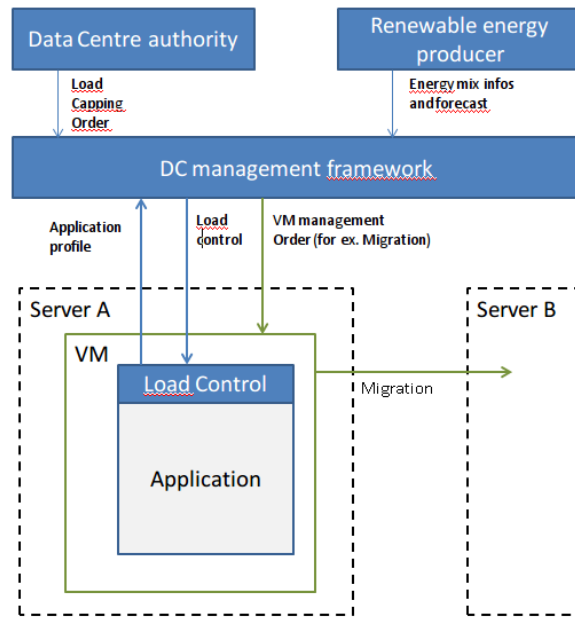 Data Centre authority
Renewable energy
producer
Load
Capping
Order
Energy mix infos
and forecast
DC management framework
Application
profile
Load
control
VM management
Order (for ex. Migration)
Server A
Server B
VM
Load Control
Migration
Application